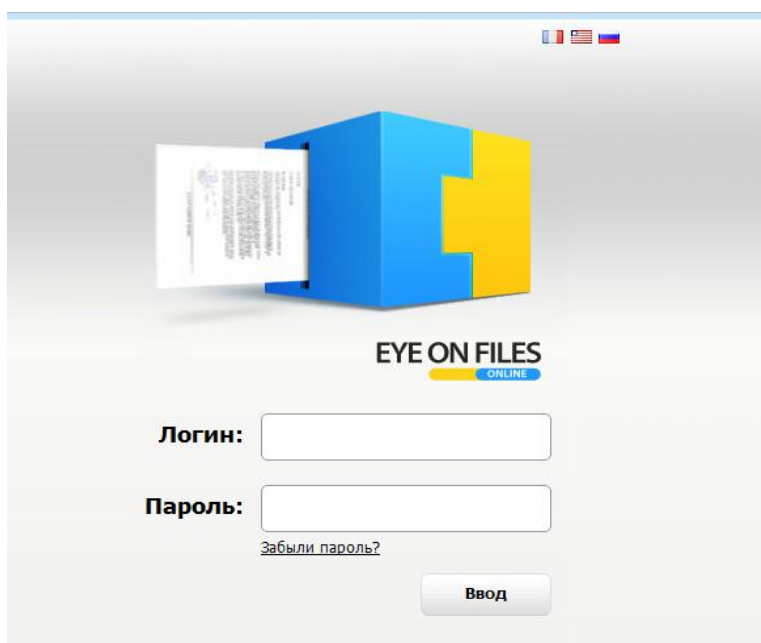 EYE ON FILES
ONLINE
Логин:
Пароль:
Забыли пароль?
Ввод